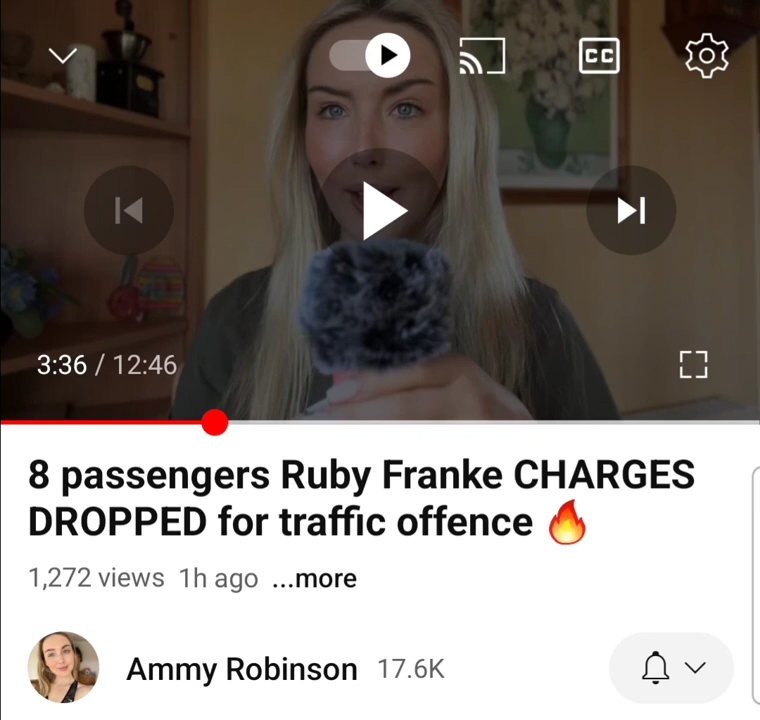 CC
3:36 / 12:46
8 passengers Ruby Franke CHARGES
DROPPED for traffic offence 🔥
1,272 views 1h ago ...more
Ammy Robinson 17.6K